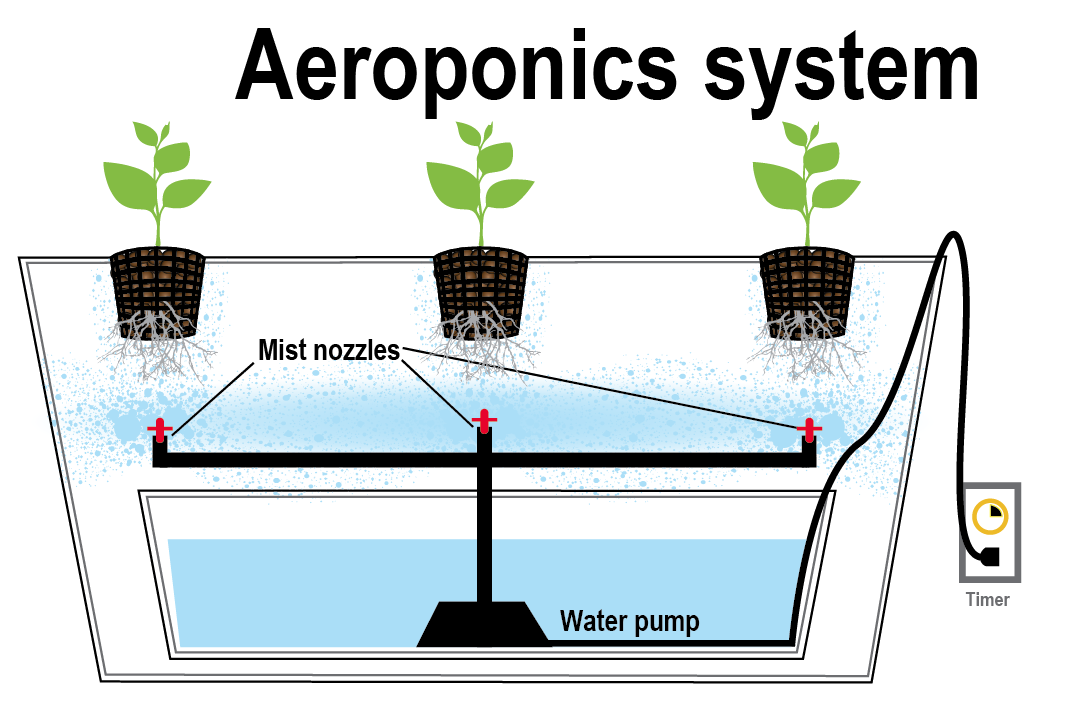 Aeroponics system
Mist nozzles
Water pump
Timer